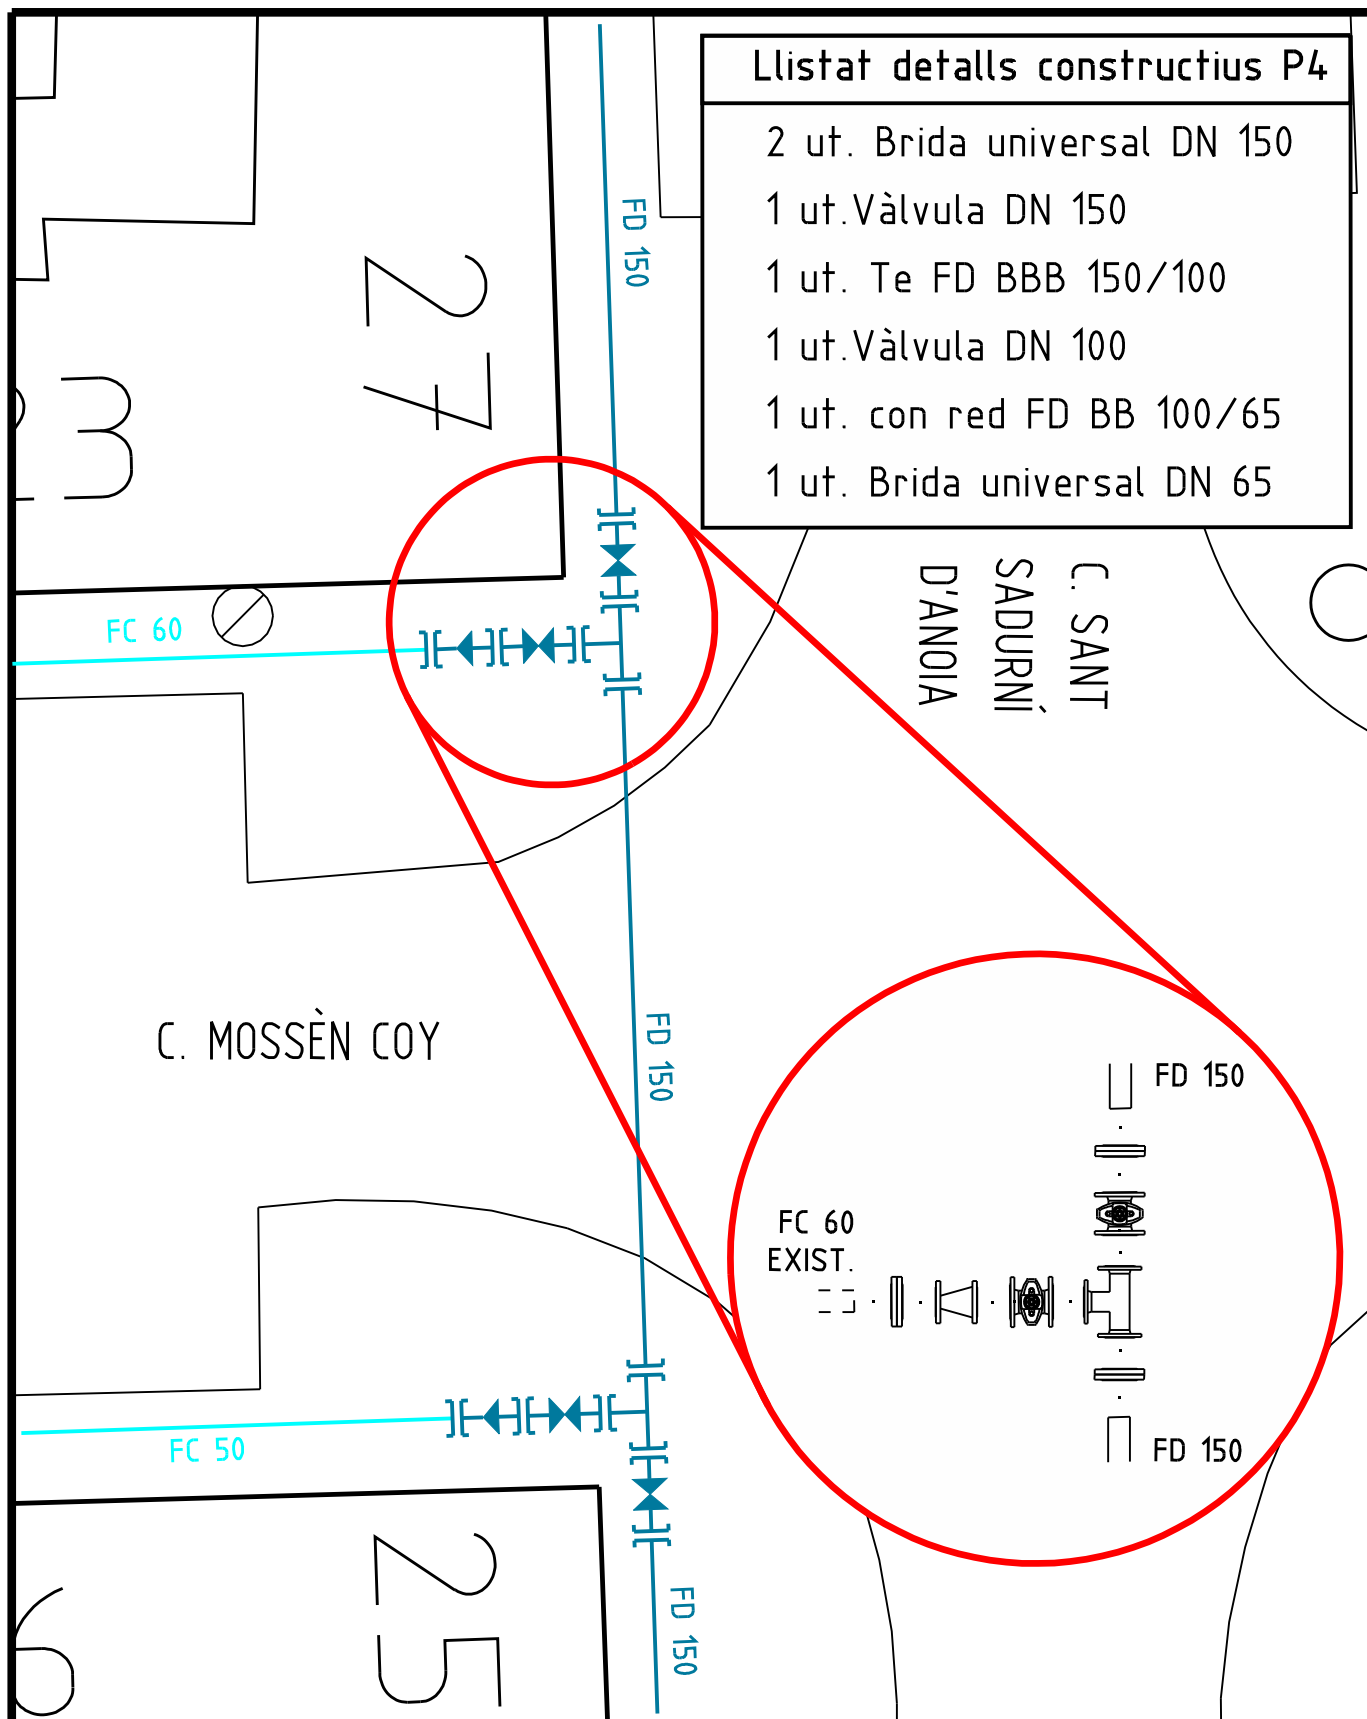 Llistat detalls constructius P4
2 ut. Brida universal DN 150
1 ut.Vàlvula DN 150
1 ut. Te FD BBB 150/100
1 ut.Vàlvula DN 100
1 ut. con red FD BB 100/65
1 ut. Brida universal DN 65
FD 150
27
3
FC 60
C. SANT
SADURNÍ
D'ANOIA
C. MOSSÈN COY
FD 150
FD 150
FC 60
EXIST.
FD 150
FC 50
25
FD 150